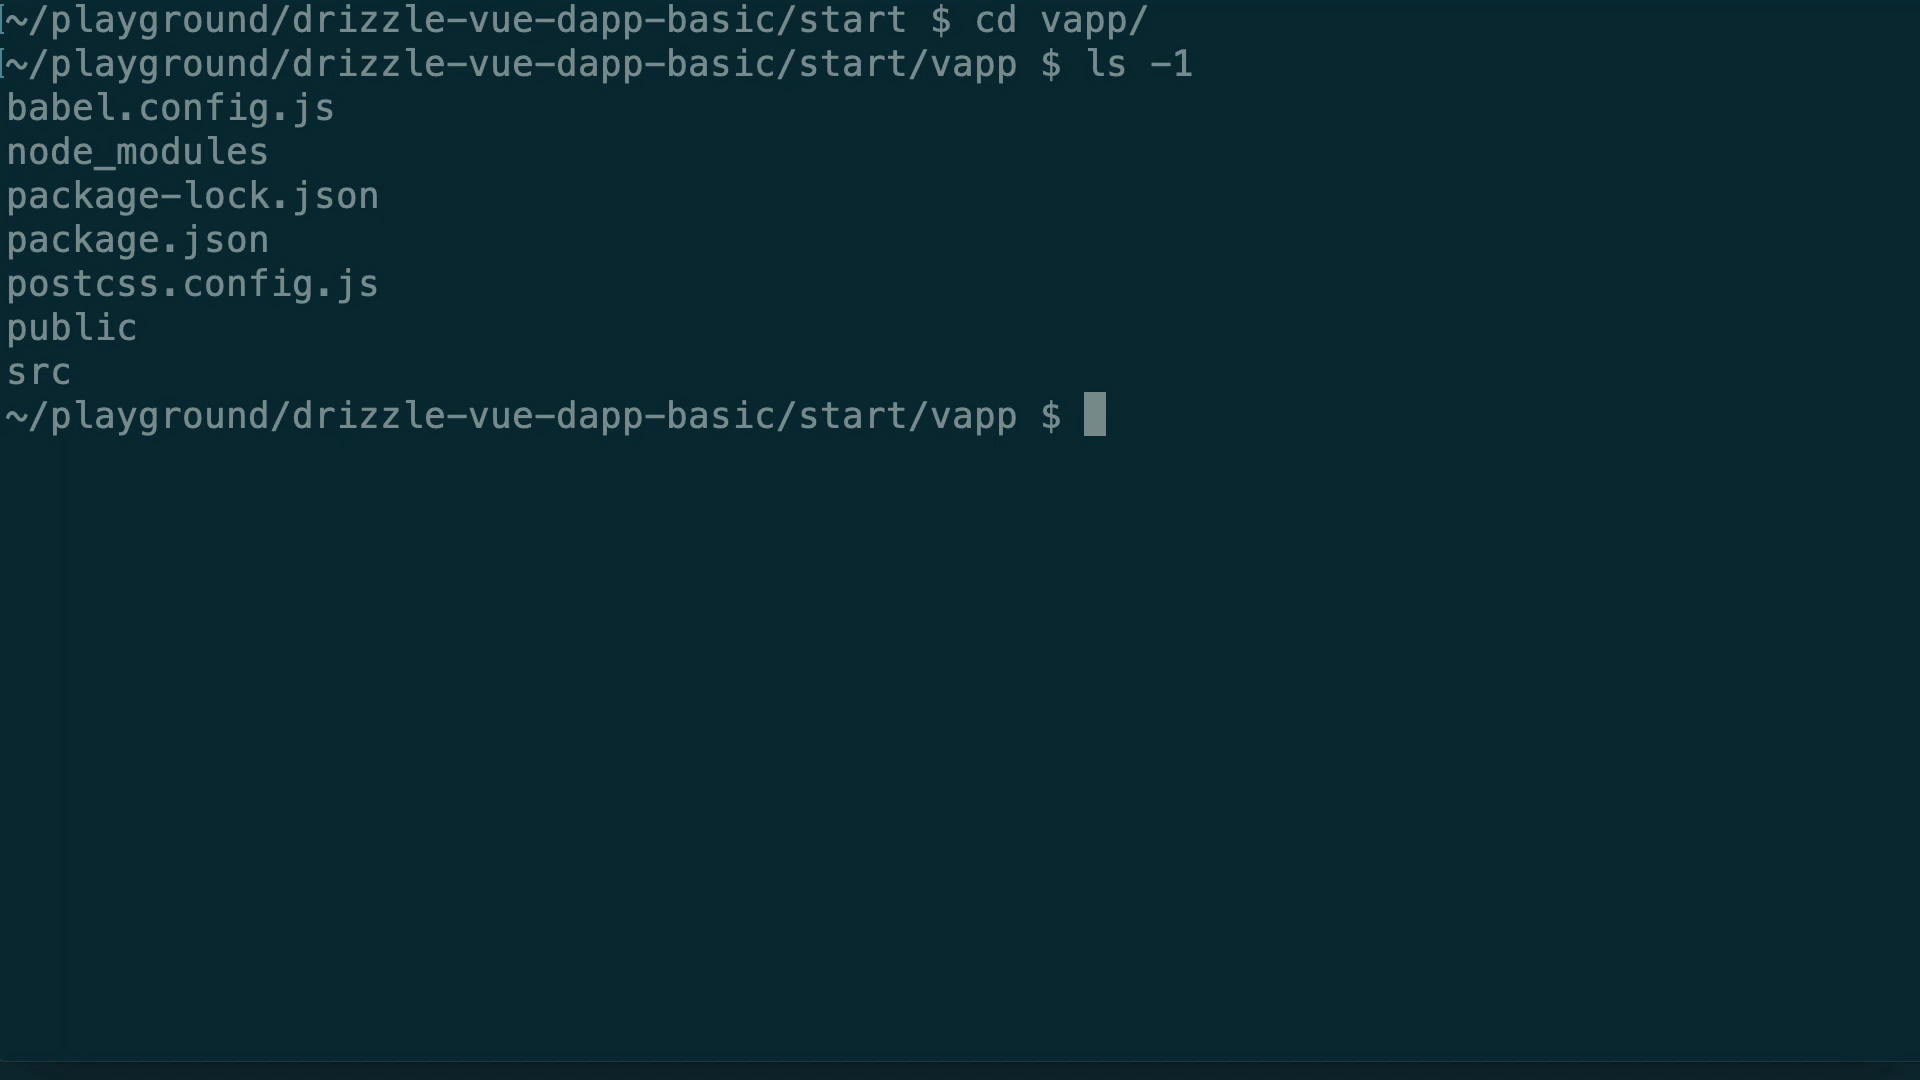 ~/playground/drizzle-vue-dapp-basic/start $ cd vapp/
~/playground/drizzle-vue-dapp-basic/start/vapp $ ls -1
babel.config.js
node_modules
package-lock.json
package.json
postcss.config.js
public
src
~/playground/drizzle-vue-dapp-basic/start/vapp $